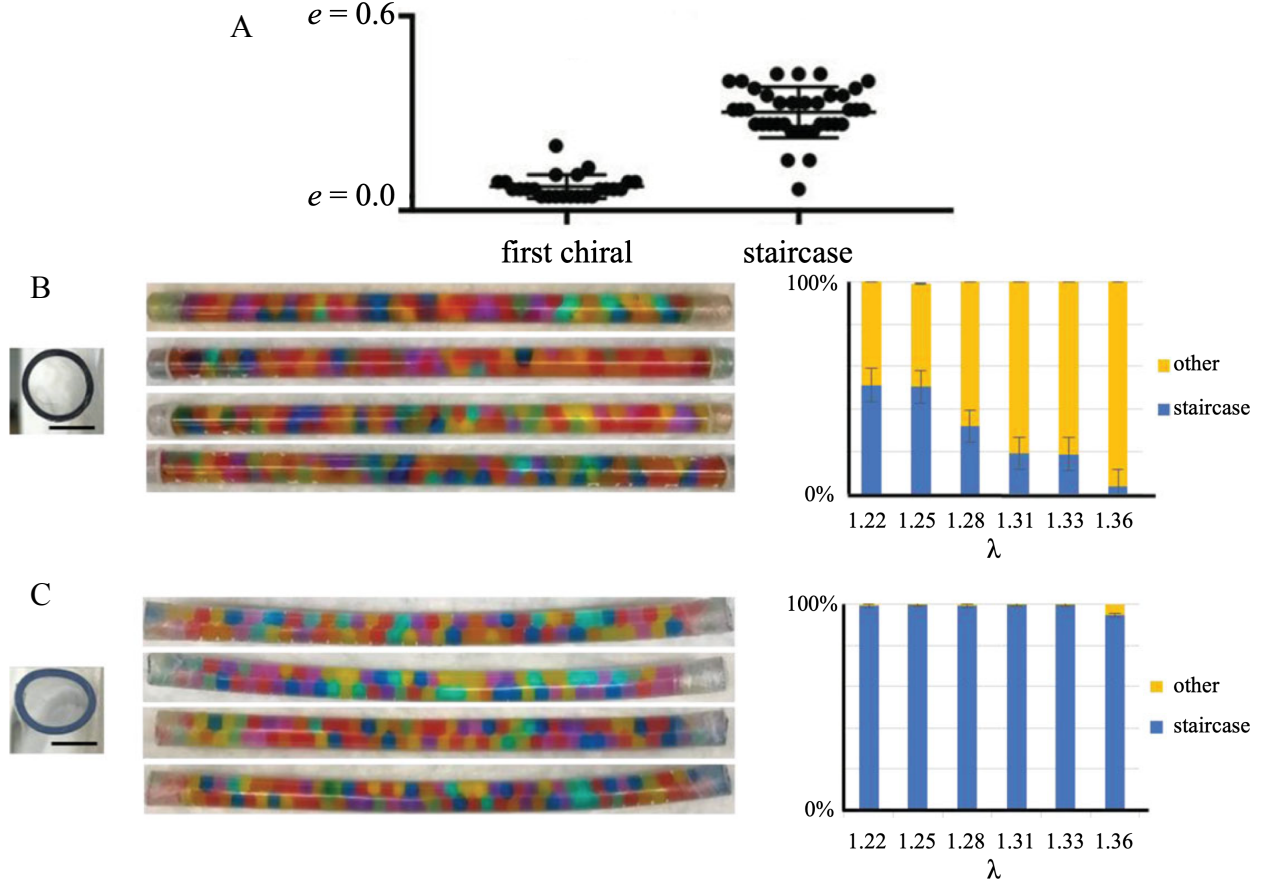 A
e = 0.6
e = 0.0
first chiral
staircase
B
100%
0%
1.22 1.25 1.28 1.31 1.33 1.36
λ
other
staircase
C
100%
0%
1.22 1.25 1.28 1.31 1.33 1.36
λ
other
staircase